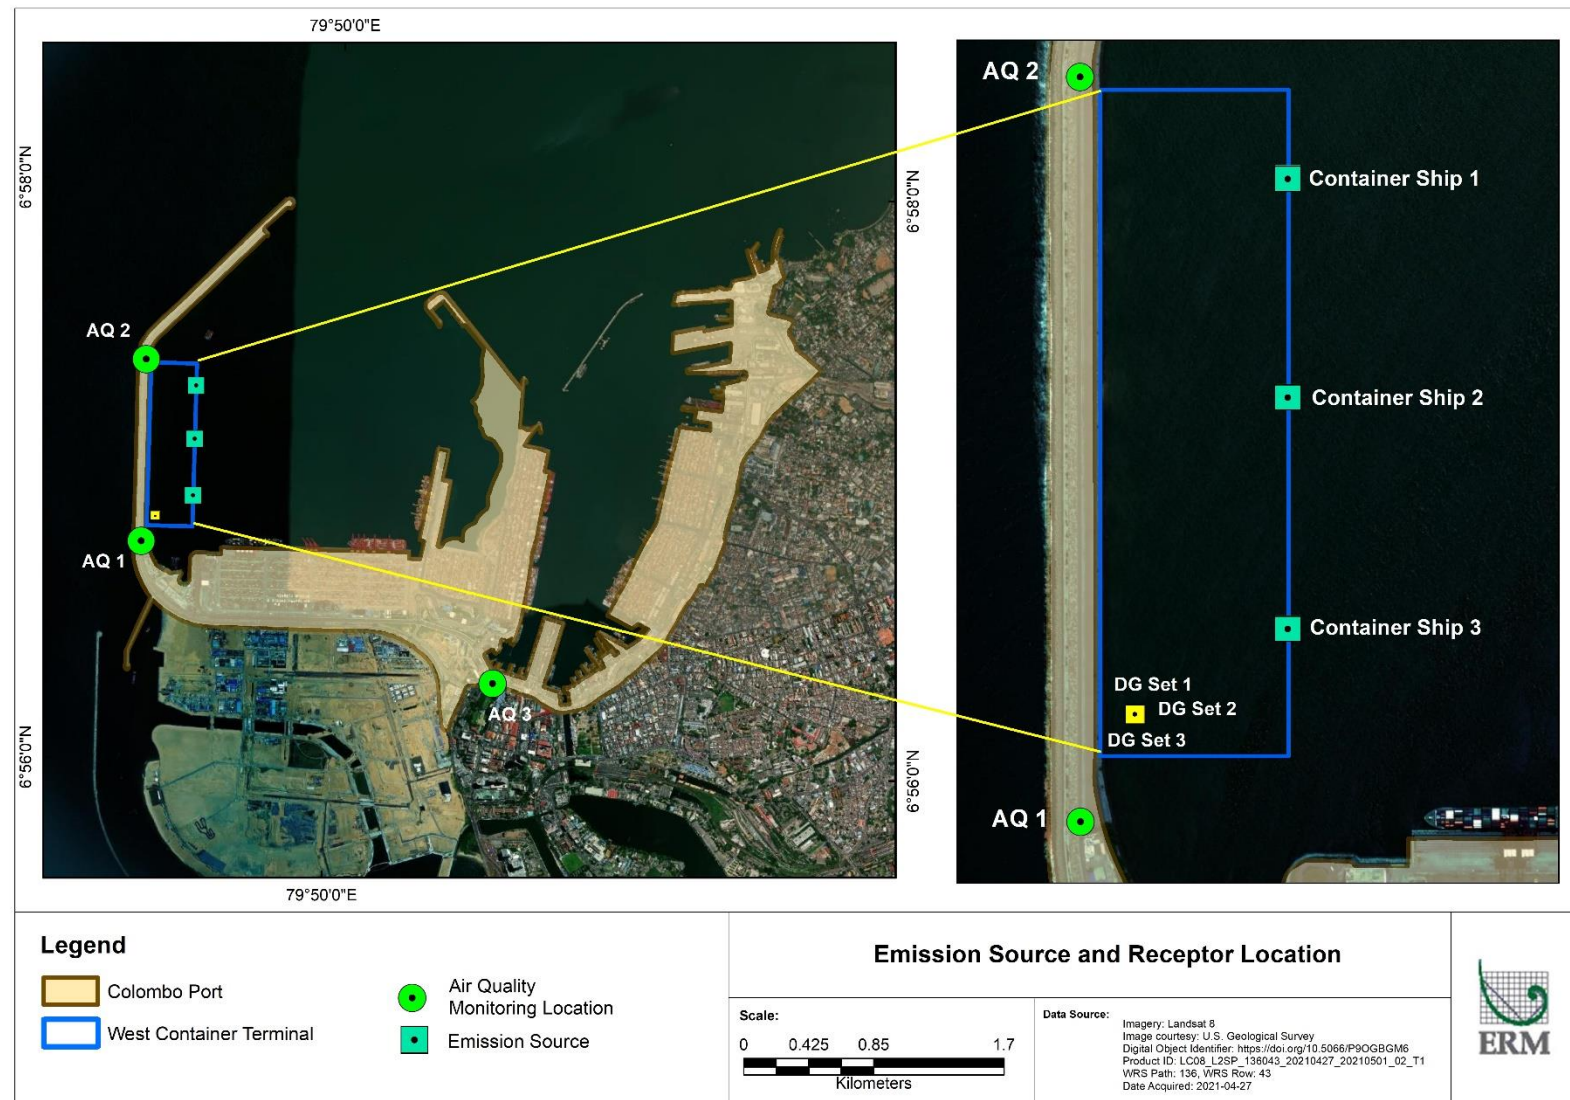 79°50'0"E
6°58'0"N
6°58'0"N
AQ 2
AQ 1
AQ 3
6°56'0"N
6°56'0"N
79°50'0"E
AQ 2
Container Ship 1
Container Ship 2
Container Ship 3
DG Set 1
DG Set 2
DG Set 3
AQ 1
Legend
Colombo Port
West Container Terminal
Air Quality
Monitoring Location
Emission Source
Emission Source and Receptor Location
Scale:
0 0.425 0.85 1.7
Kilometers
Data Source:
Imagery: Landsat 8
Image courtesy: U.S. Geological Survey
Digital Object Identifier: https://doi.org/10.5066/P9OGBGM6
Product ID: LC08_L2SP_136043_20210427_20210501_02_T1
WRS Path: 136, WRS Row: 43
Date Acquired: 2021-04-27
ERM